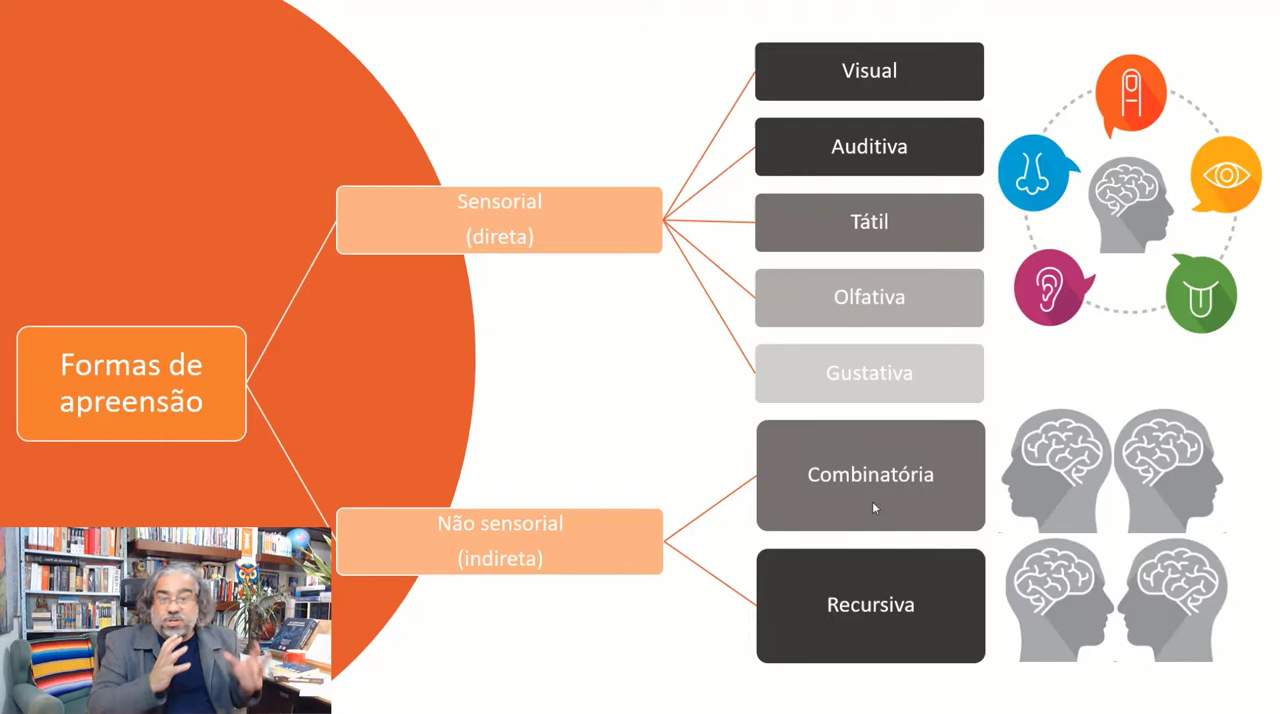 Formas de
apreensão
Sensorial
(direta)
Visual
Auditiva
Tátil
Olfativa
Gustativa
Não sensorial
(indireta)
Combinatória
Recursiva